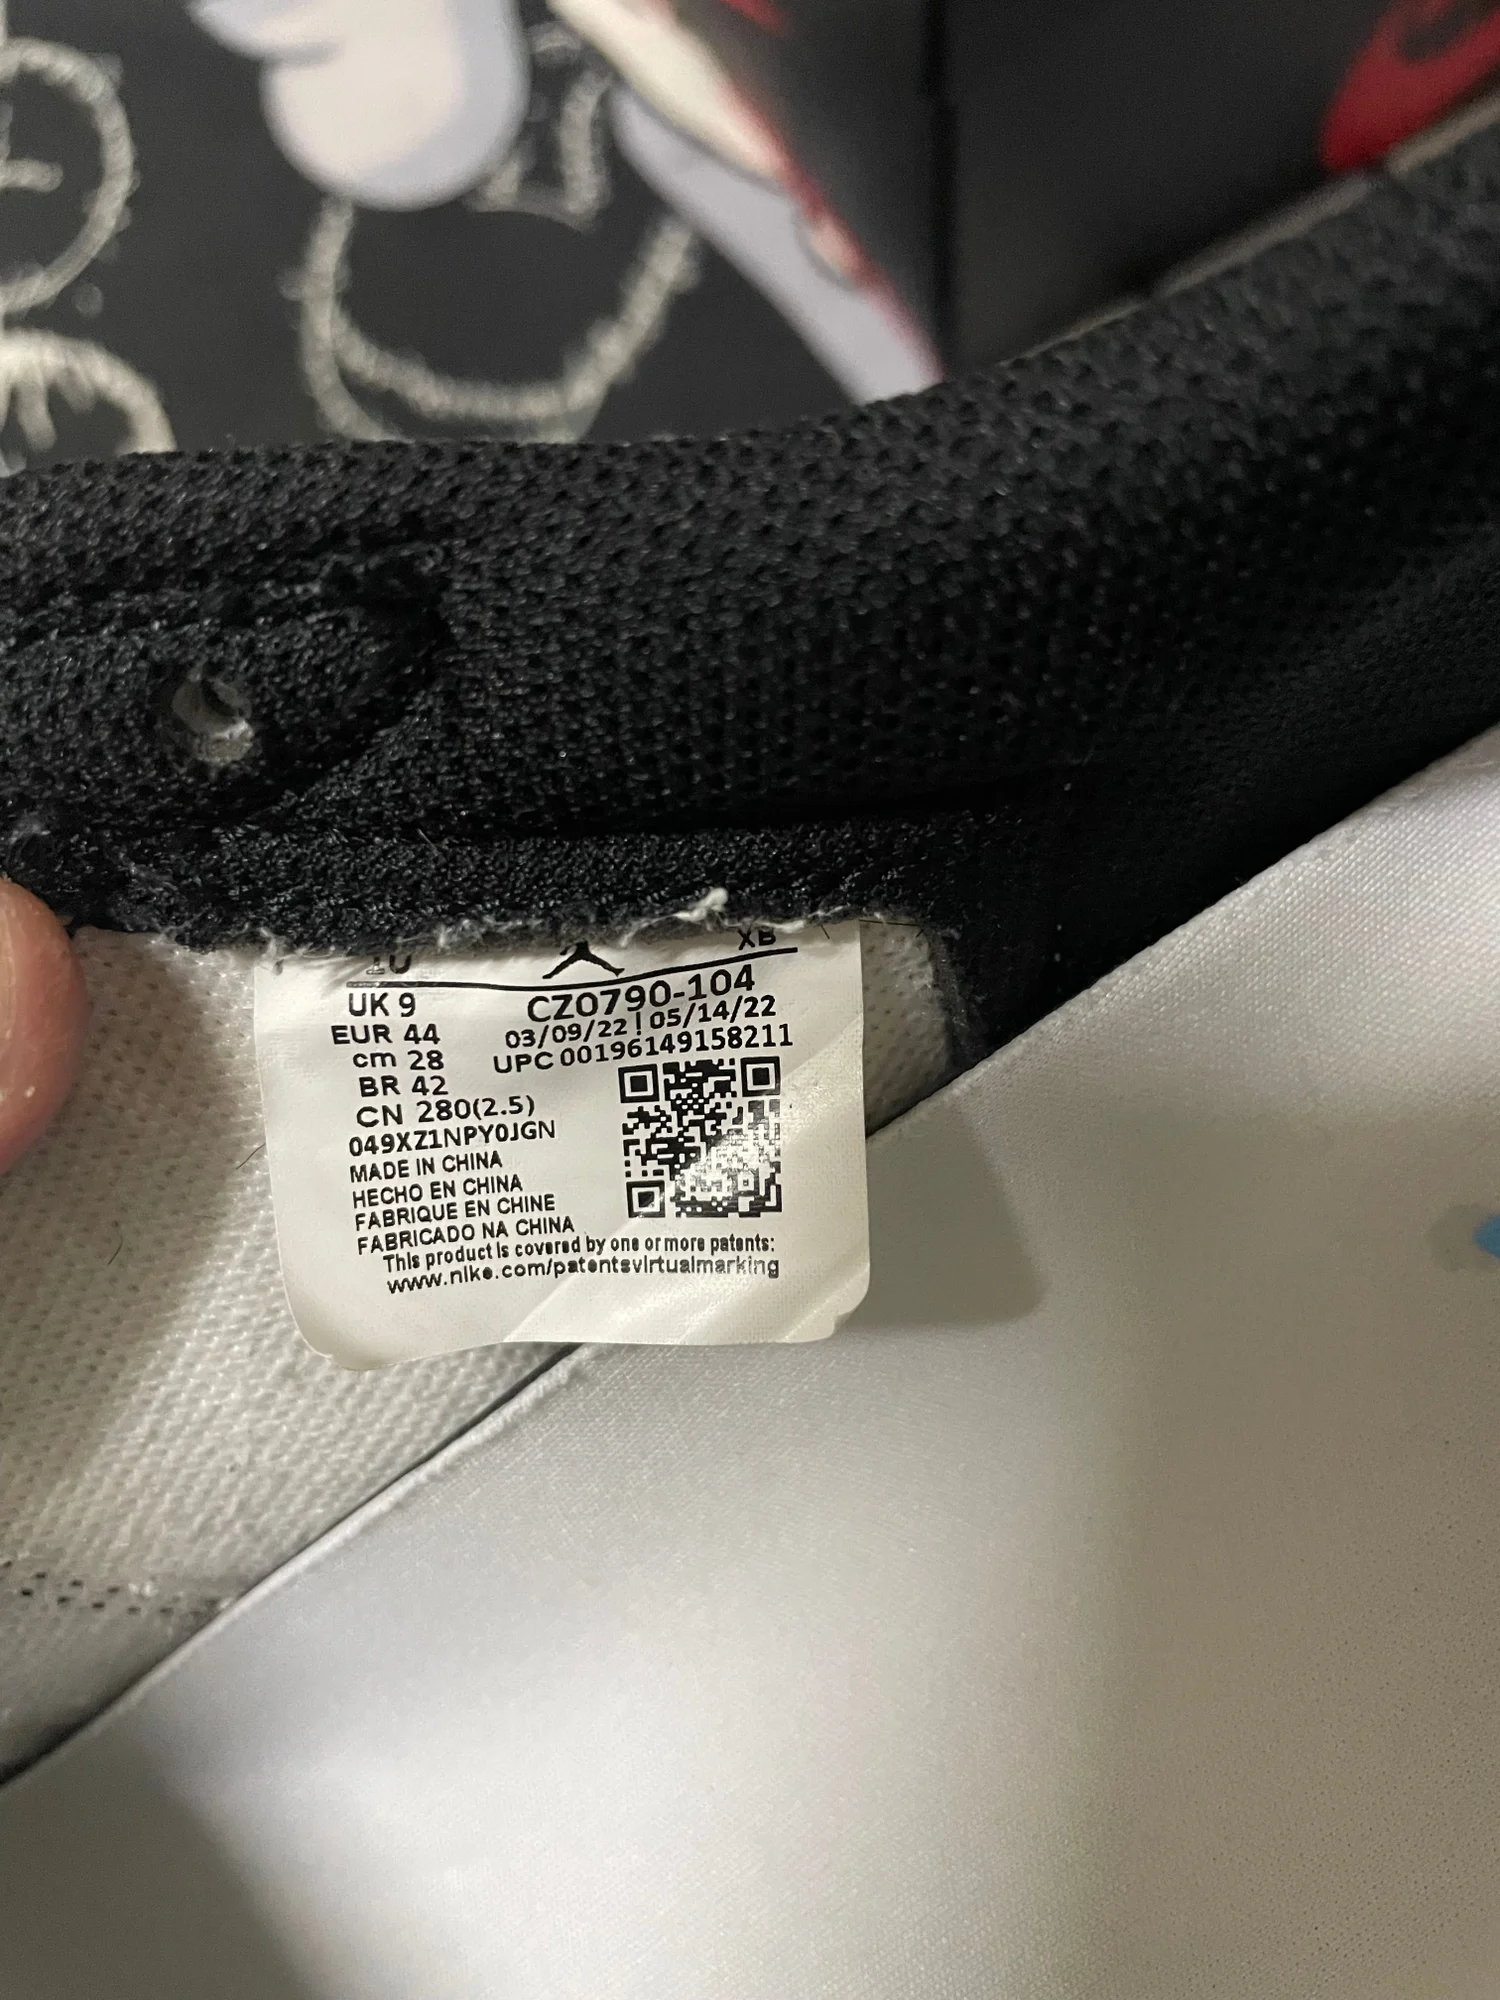 10 XB
UK 9 CZ0790-104
EUR 44 03/09/22 | 05/14/22
cm 28 UPC 00196149158211
BR 42
CN 280(2.5)
049XZ1NPY0JGN
MADE IN CHINA
HECHO EN CHINA
FABRIQUE EN CHINE
FABRICADO NA CHINA
This product is covered by one or more patents:
www.nike.com/patentsvirtualmarking